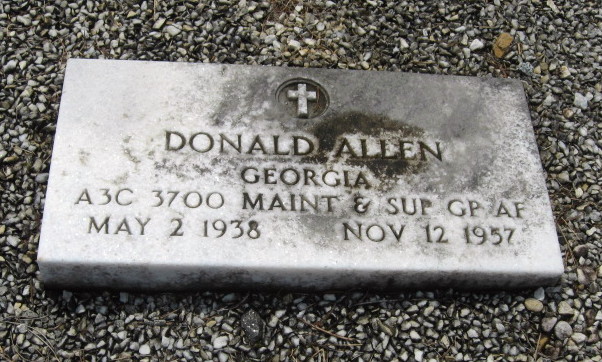 DONALD ALLEN
GEORGIA
A3C 3700 MAINT & SUP GP AF
MAY 2 1938 NOV 12 1957